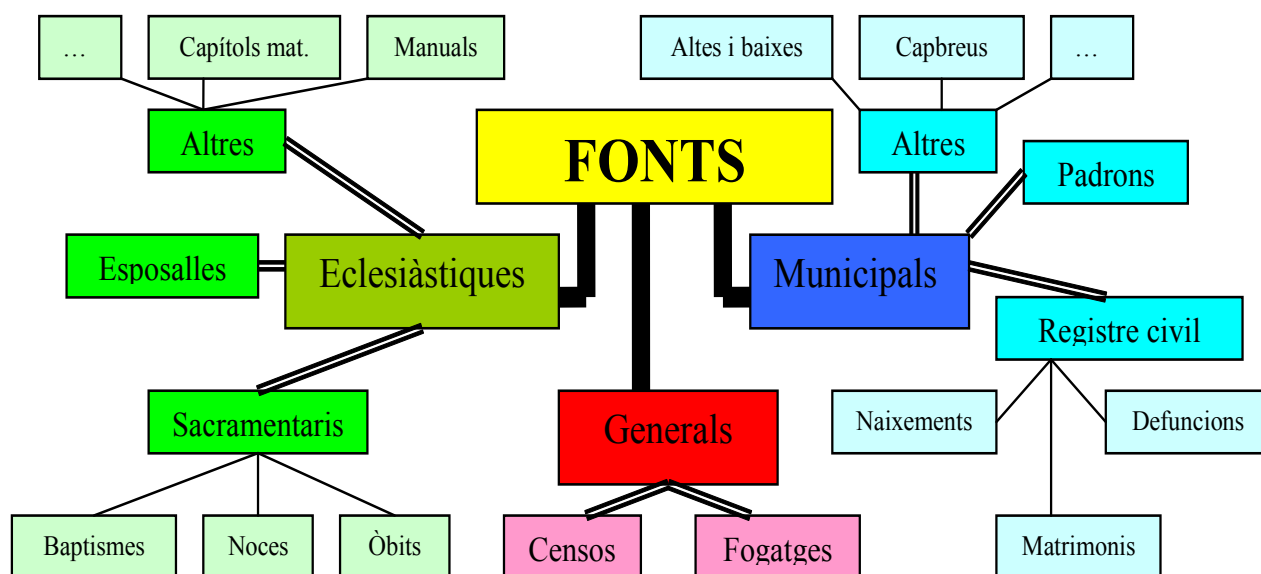 …
Capítols mat.
Manuals
Altes i baixes
Capbreus
…
Altres
FONTS
Altres
Padrons
Esposalles
Eclesiàstiques
Municipals
Registre civil
Sacramentaris
Generals
Naixements
Defuncions
Baptismes
Noces
Òbits
Censos
Fogatges
Matrimonis